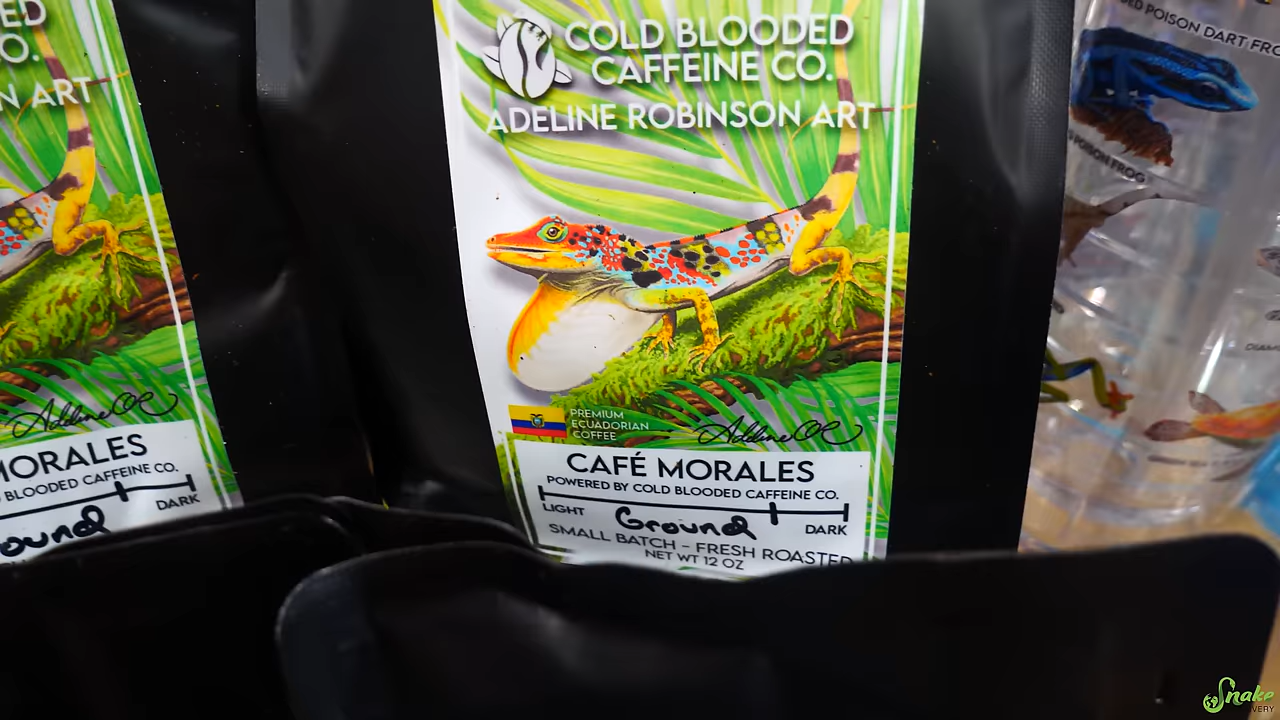 COLD BLOODED
CAFFEINE CO.
ADELINE ROBINSON ART
PREMIUM
ECUADORIAN
COFFEE
CAFÉ MORALES
POWERED BY COLD BLOODED CAFFEINE CO.
LIGHT
DARK
Ground
SMALL BATCH - FRESH ROASTED
NET WT 12 OZ
O.
N ART
MORALES
BLOODED CAFFEINE CO.
DARK
POISON DART
POISON FROG
Snake